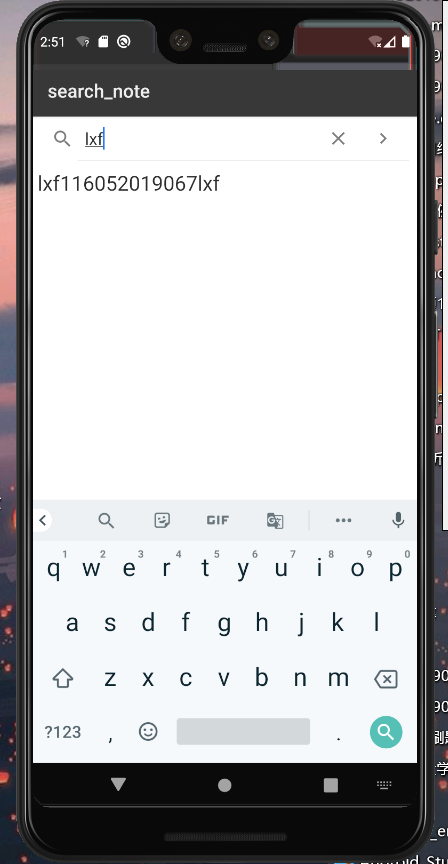 2:51
search_note
lxf
lxf116052019067lxf
GIF
1 2 3 4 5 6 7 8 9 0
q w e r t y u i o p
a s d f g h j k l
z x c v b n m
?123 , .